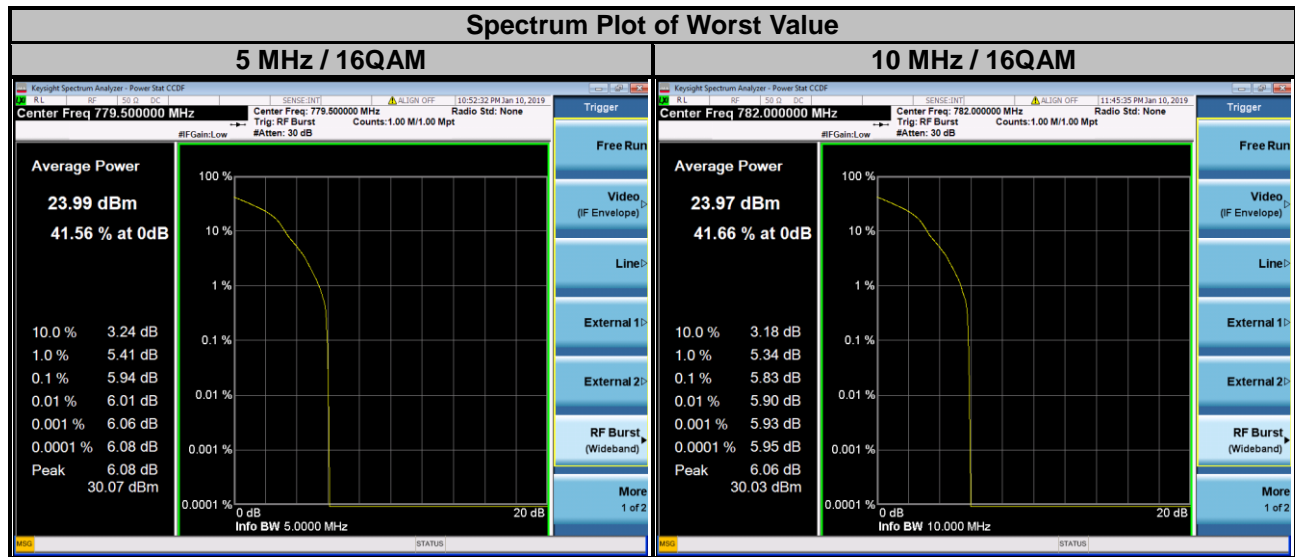 Spectrum Plot of Worst Value
5 MHz / 16QAM
10 MHz / 16QAM
Keysight Spectrum Analyzer - Power Stat CCDF
RL RF 50 Ω DC SENSE:INT ALIGN OFF 10:52:32 PM Jan 10, 2019
Center Freq 779.500000 MHz
Center Freq: 779.500000 MHz Radio Std: None
Trig: RF Burst Counts:1.00 M/1.00 Mpt
#IFGain:Low #Atten: 30 dB
Average Power
23.99 dBm
41.56 % at 0dB
10.0 % 3.24 dB
1.0 % 5.41 dB
0.1 % 5.94 dB
0.01 % 6.01 dB
0.001 % 6.06 dB
0.0001 % 6.08 dB
Peak 6.08 dB
30.07 dBm
100 %
10 %
1 %
0.1 %
0.01 %
0.001 %
0.0001 %
0 dB 20 dB
Info BW 5.0000 MHz
Trigger
Free Run
Video
(IF Envelope)
Line
External 1
External 2
RF Burst
(Wideband)
More
1 of 2
MSG STATUS
Keysight Spectrum Analyzer - Power Stat CCDF
RL RF 50 Ω DC SENSE:INT ALIGN OFF 11:45:35 PM Jan 10, 2019
Center Freq 782.000000 MHz
Center Freq: 782.000000 MHz Radio Std: None
Trig: RF Burst Counts:1.00 M/1.00 Mpt
#IFGain:Low #Atten: 30 dB
Average Power
23.97 dBm
41.66 % at 0dB
10.0 % 3.18 dB
1.0 % 5.34 dB
0.1 % 5.83 dB
0.01 % 5.90 dB
0.001 % 5.93 dB
0.0001 % 5.95 dB
Peak 6.06 dB
30.03 dBm
100 %
10 %
1 %
0.1 %
0.01 %
0.001 %
0.0001 %
0 dB 20 dB
Info BW 10.000 MHz
Trigger
Free Run
Video
(IF Envelope)
Line
External 1
External 2
RF Burst
(Wideband)
More
1 of 2
MSG STATUS